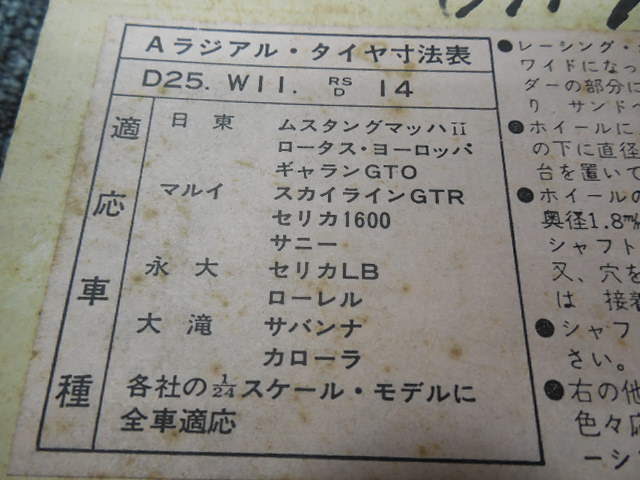 Aラジアル・タイヤ寸法表
D25. W11. RS/D 14
適応車種
日東 ムスタングマッハII
ロータス・ヨーロッパ
ギャランGTO
マルイ スカイラインGTR
セリカ1600
サニー
永大 セリカLB
ローレル
大滝 サバンナ
カローラ
各社の1/24スケール・モデルに
全車適応
●レーシング・
ワイドになっ
ダーの部分に
り サンド
●ホイールに
の下に直径
台を置いて
●ホイールの
奥径1.8㎜
シャフト
又、穴を
は 接着
●シャフ
さい。
●右の他
色々応
ーシ